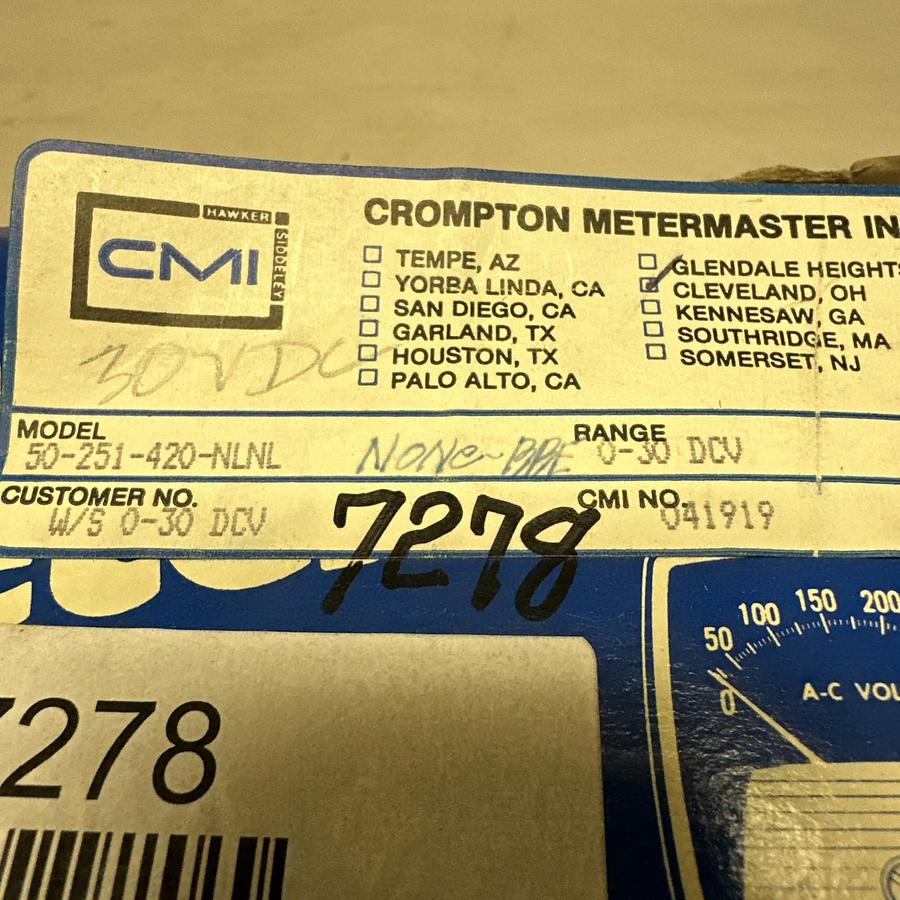 HAWKER
SIDDELEY
CMI
CROMPTON METERMASTER IN
TEMPE, AZ
YORBA LINDA, CA
SAN DIEGO, CA
GARLAND, TX
HOUSTON, TX
PALO ALTO, CA
GLENDALE HEIGHTS
CLEVELAND, OH
KENNESAW, GA
SOUTHRIDGE, MA
SOMERSET, NJ
30VDC
MODEL
50-251-420-NLNL
None
RANGE
0-30 DCV
CUSTOMER NO.
W/S 0-30 DCV
7278
CMI NO.
041919
7278
0 50 100 150 200
A-C VOL